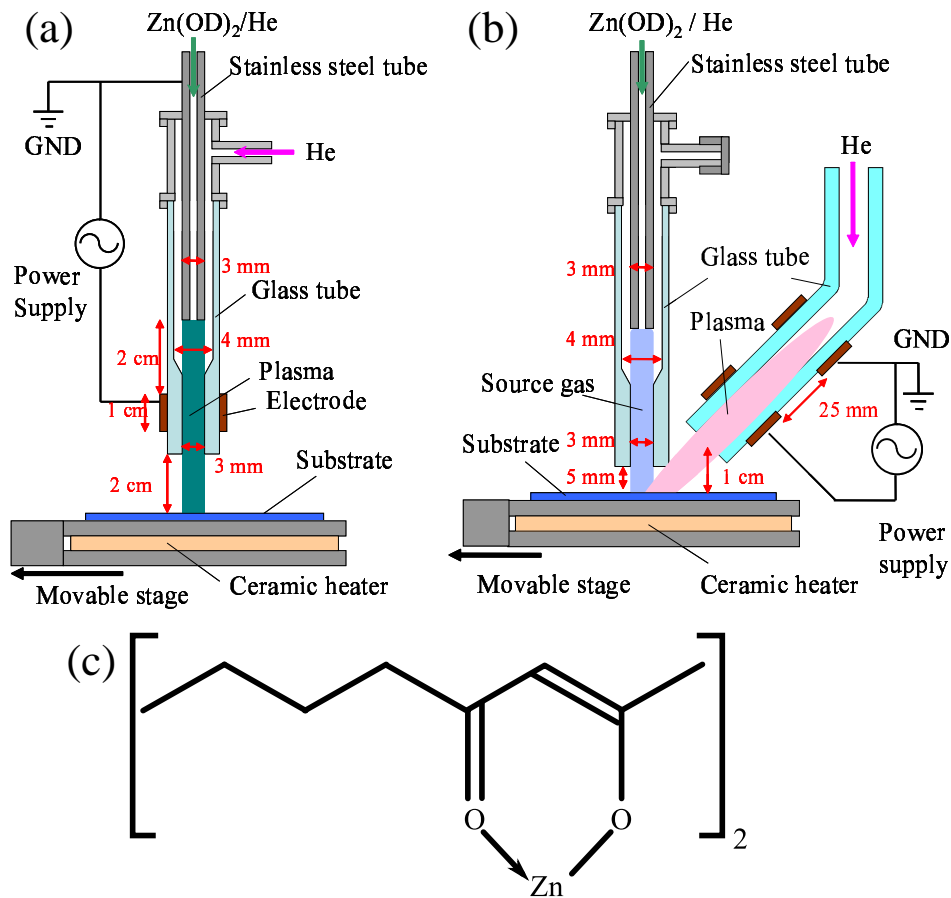 (a)
Zn(OD)2/He
Stainless steel tube
GND
He
Power
Supply
3 mm
Glass tube
2 cm
4 mm
Plasma
1 cm
Electrode
3 mm
2 cm
Substrate
Ceramic heater
Movable stage
(b)
Zn(OD)2 / He
Stainless steel tube
He
3 mm
Glass tube
4 mm
Plasma
GND
Source gas
25 mm
3 mm
Substrate
5 mm
1 cm
Power
supply
Movable stage
Ceramic heater
(c)
O
O
Zn
2